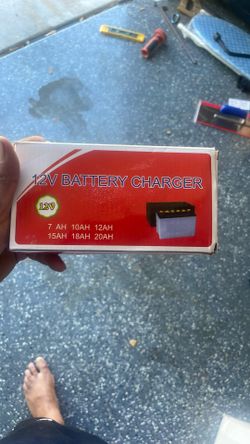 12V BATTERY CHARGER
12V
7 AH 10AH 12AH
15AH 18AH 20AH